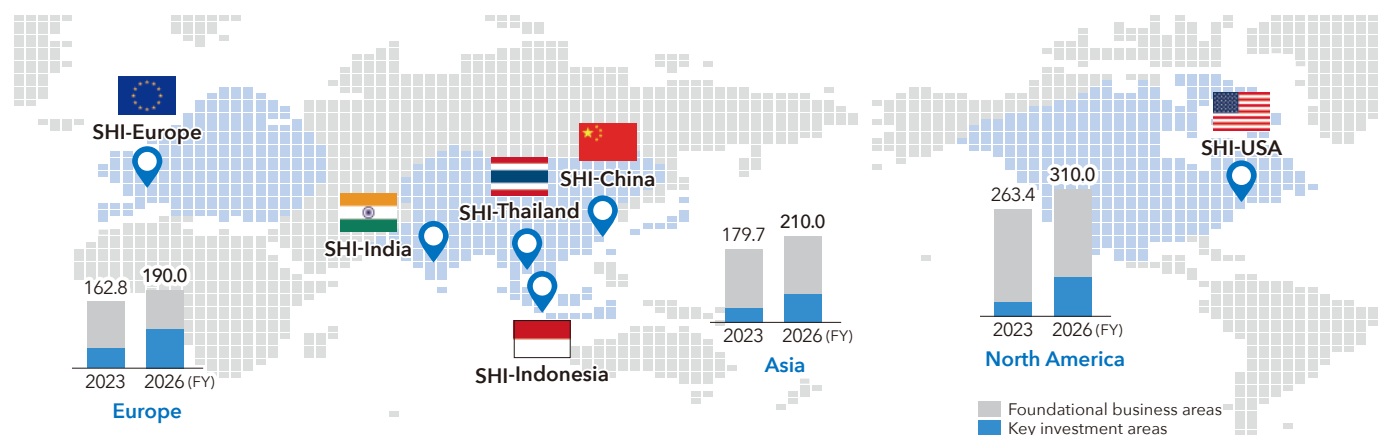 SHI-Europe
162.8
190.0
2023
2026 (FY)
Europe
SHI-India
SHI-Thailand
SHI-China
SHI-Indonesia
179.7
210.0
2023
2026 (FY)
Asia
SHI-USA
263.4
310.0
2023
2026 (FY)
North America
Foundational business areas
Key investment areas